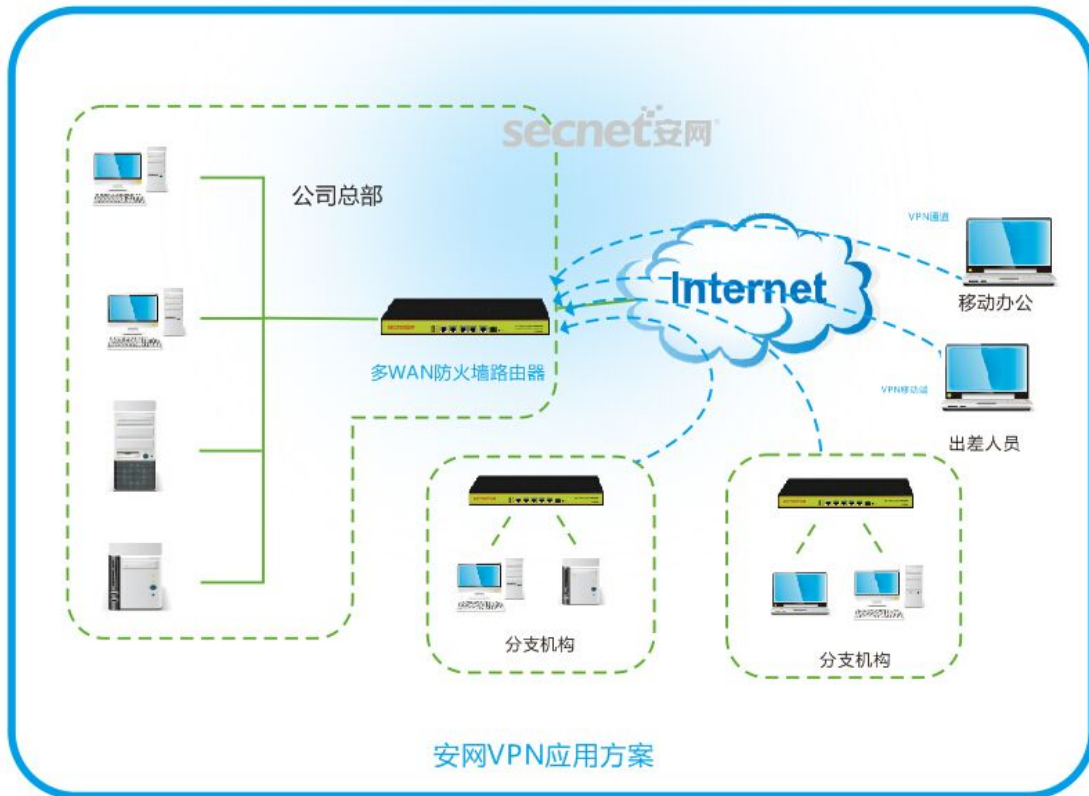 secnet安网
公司总部
VPN通道
Internet
移动办公
多WAN防火墙路由器
VPN移动端
出差人员
分支机构
分支机构
安网VPN应用方案